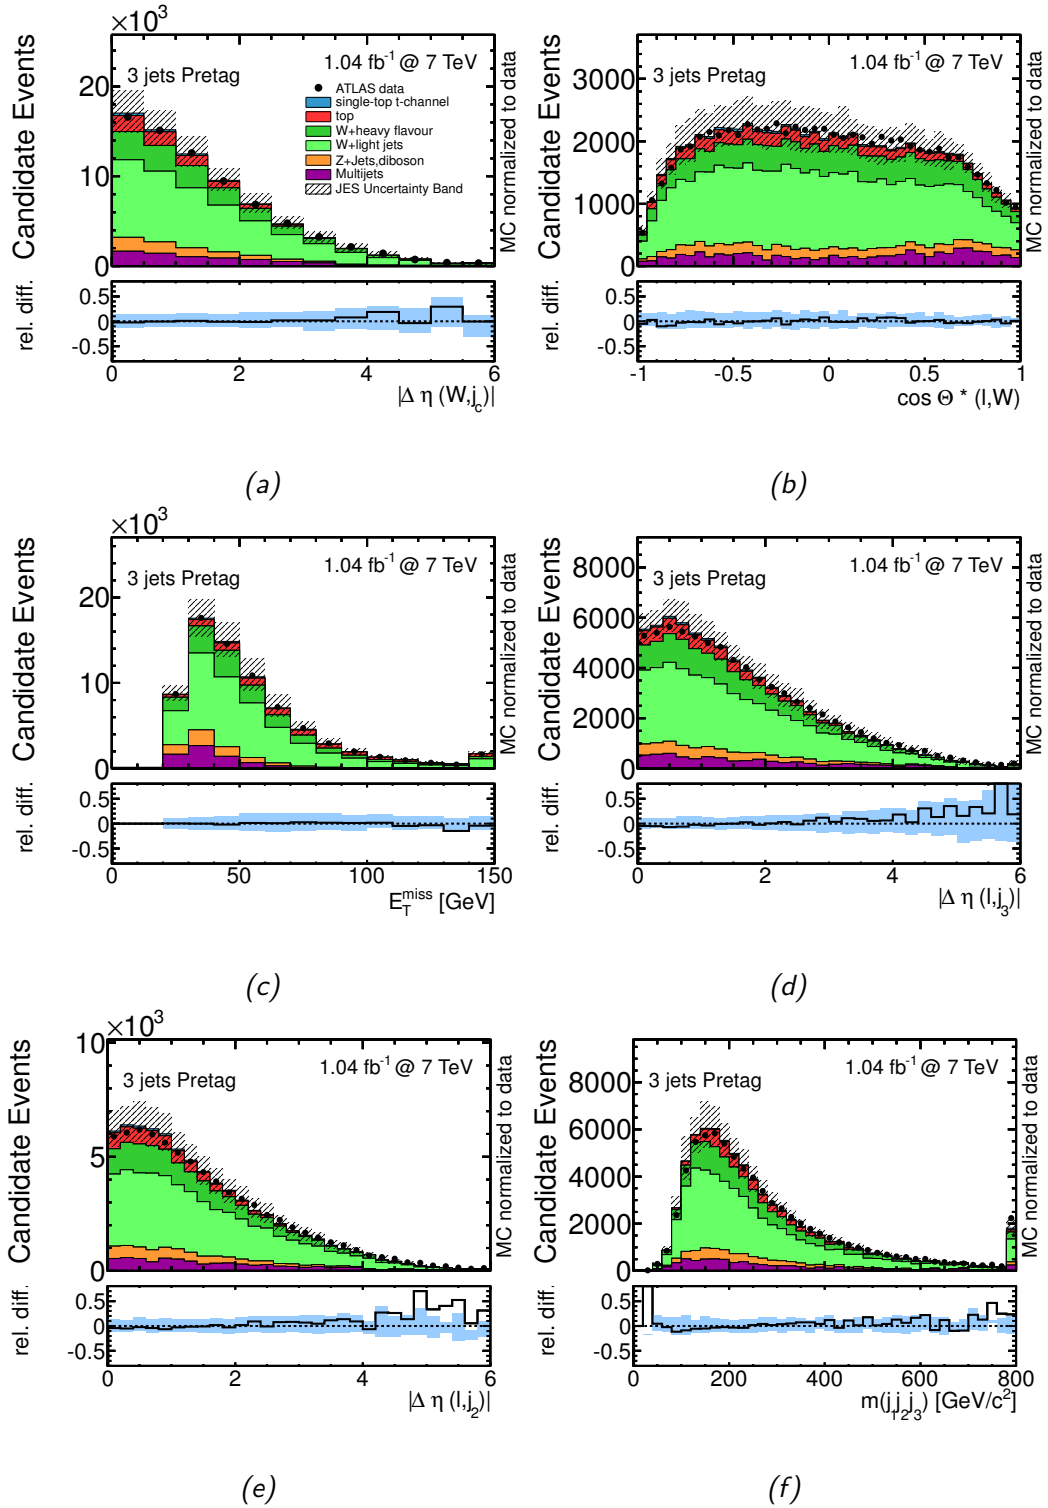 ×10³
Candidate Events
3 jets Pretag
1.04 fb⁻¹ @ 7 TeV
ATLAS data
single-top t-channel
top
W+heavy flavour
W+light jets
Z+Jets,diboson
Multijets
JES Uncertainty Band
MC normalized to data
20
10
0
rel. diff.
0.5
0
-0.5
0 2 4 6
|Δ η (W,j_c)|
(a)
Candidate Events
3 jets Pretag
1.04 fb⁻¹ @ 7 TeV
MC normalized to data
3000
2000
1000
0
rel. diff.
0.5
0
-0.5
-1 -0.5 0 0.5 1
cos Θ * (l,W)
(b)
×10³
Candidate Events
3 jets Pretag
1.04 fb⁻¹ @ 7 TeV
MC normalized to data
20
10
0
rel. diff.
0.5
0
-0.5
0 50 100 150
E_T^miss [GeV]
(c)
Candidate Events
3 jets Pretag
1.04 fb⁻¹ @ 7 TeV
MC normalized to data
8000
6000
4000
2000
0
rel. diff.
0.5
0
-0.5
0 2 4 6
|Δ η (l,j₃)|
(d)
×10³
Candidate Events
3 jets Pretag
1.04 fb⁻¹ @ 7 TeV
MC normalized to data
10
5
0
rel. diff.
0.5
0
-0.5
0 2 4 6
|Δ η (l,j₂)|
(e)
Candidate Events
3 jets Pretag
1.04 fb⁻¹ @ 7 TeV
MC normalized to data
8000
6000
4000
2000
0
rel. diff.
0.5
0
-0.5
0 200 400 600 800
m(j₁j₂j₃) [GeV/c²]
(f)